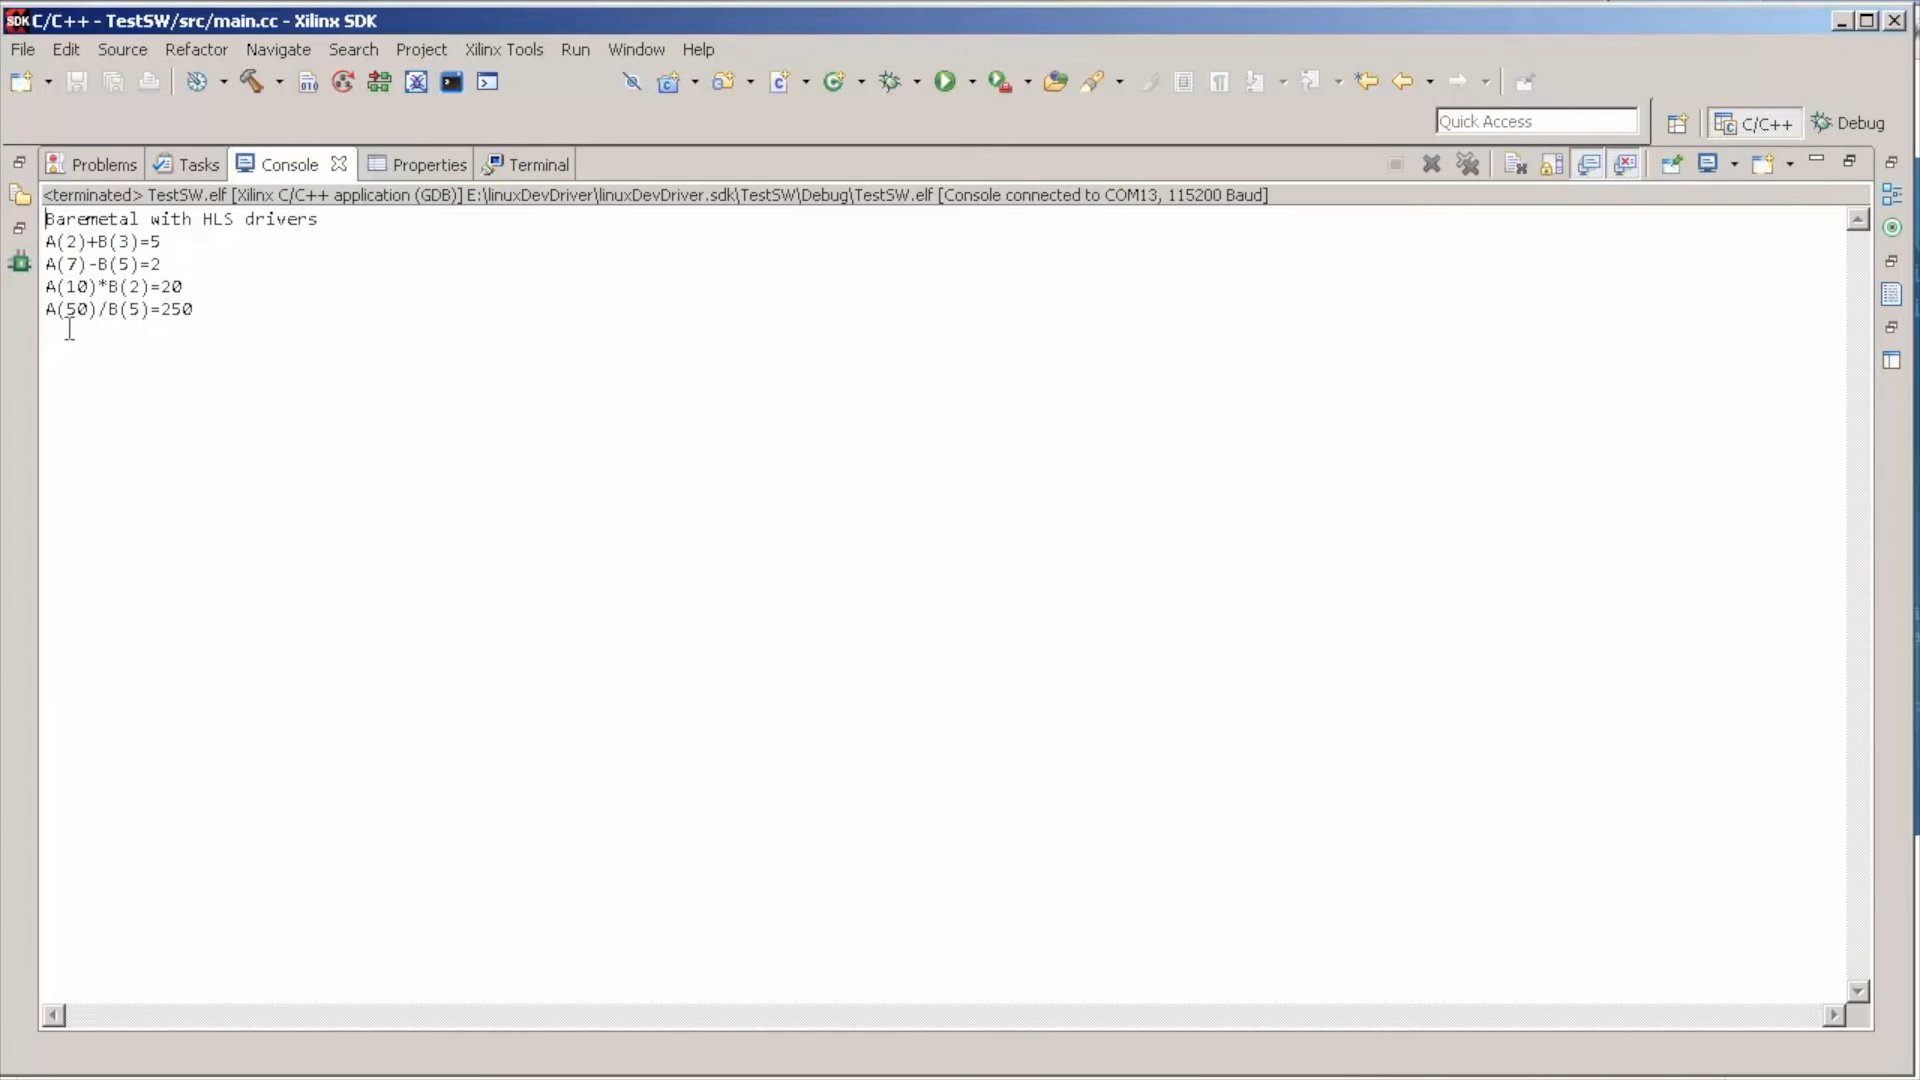 C/C++ - TestSW/src/main.cc - Xilinx SDK
File Edit Source Refactor Navigate Search Project Xilinx Tools Run Window Help
Quick Access
C/C++ Debug
Problems Tasks Console Properties Terminal
<terminated> TestSW.elf [Xilinx C/C++ application (GDB)] E:\linuxDevDriver\linuxDevDriver.sdk\TestSW\Debug\TestSW.elf [Console connected to COM13, 115200 Baud]
Baremetal with HLS drivers
A(2)+B(3)=5
A(7)-B(5)=2
A(10)*B(2)=20
A(50)/B(5)=250